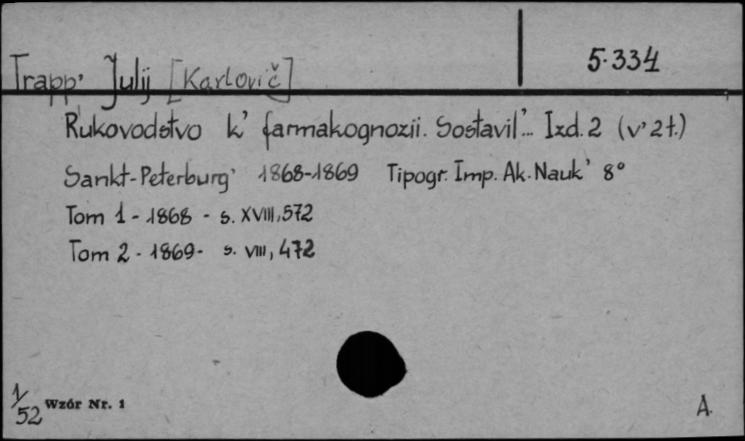 Trapp' Julij [Karlovič]
5.334
Rukovodstvo k' farmakognozii. Sostavil'... Izd. 2 (v' 2 t.)
Sankt-Peterburg' 1868-1869 Tipogr. Imp. Ak. Nauk' 8°
Tom 1 - 1868 - s. XVIII, 572
Tom 2 - 1869 - s. VIII, 472
1/52 Wzór Nr. 1
A.